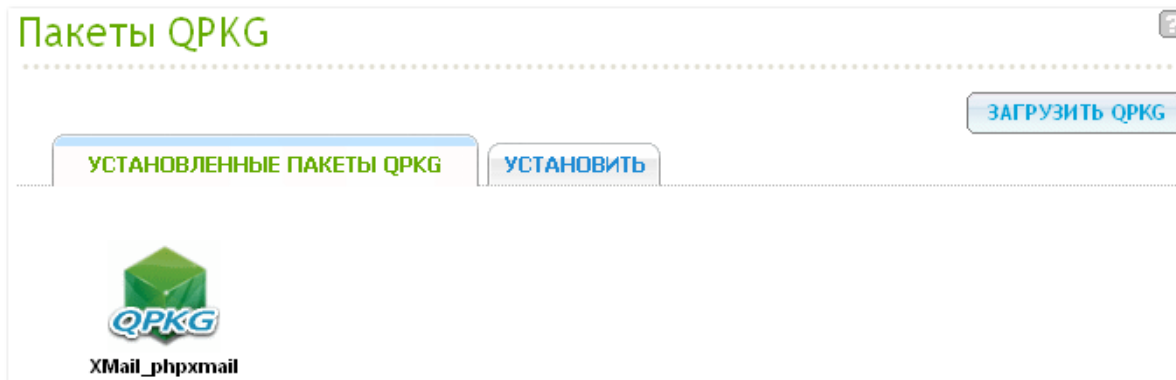 Пакеты QPKG
?
ЗАГРУЗИТЬ QPKG
УСТАНОВЛЕННЫЕ ПАКЕТЫ QPKG
УСТАНОВИТЬ
QPKG
XMail_phpxmail